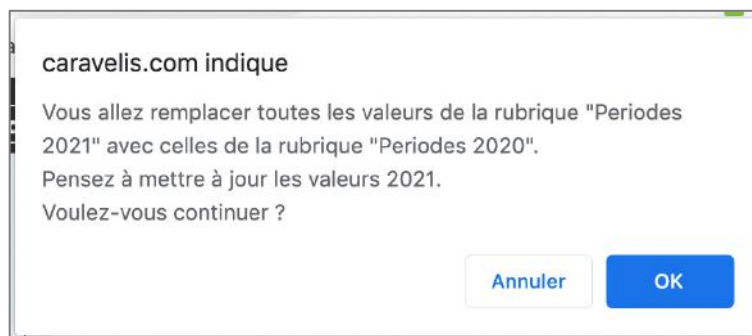 caravelis.com indique
Vous allez remplacer toutes les valeurs de la rubrique "Periodes
2021" avec celles de la rubrique "Periodes 2020".
Pensez à mettre à jour les valeurs 2021.
Voulez-vous continuer ?
Annuler OK